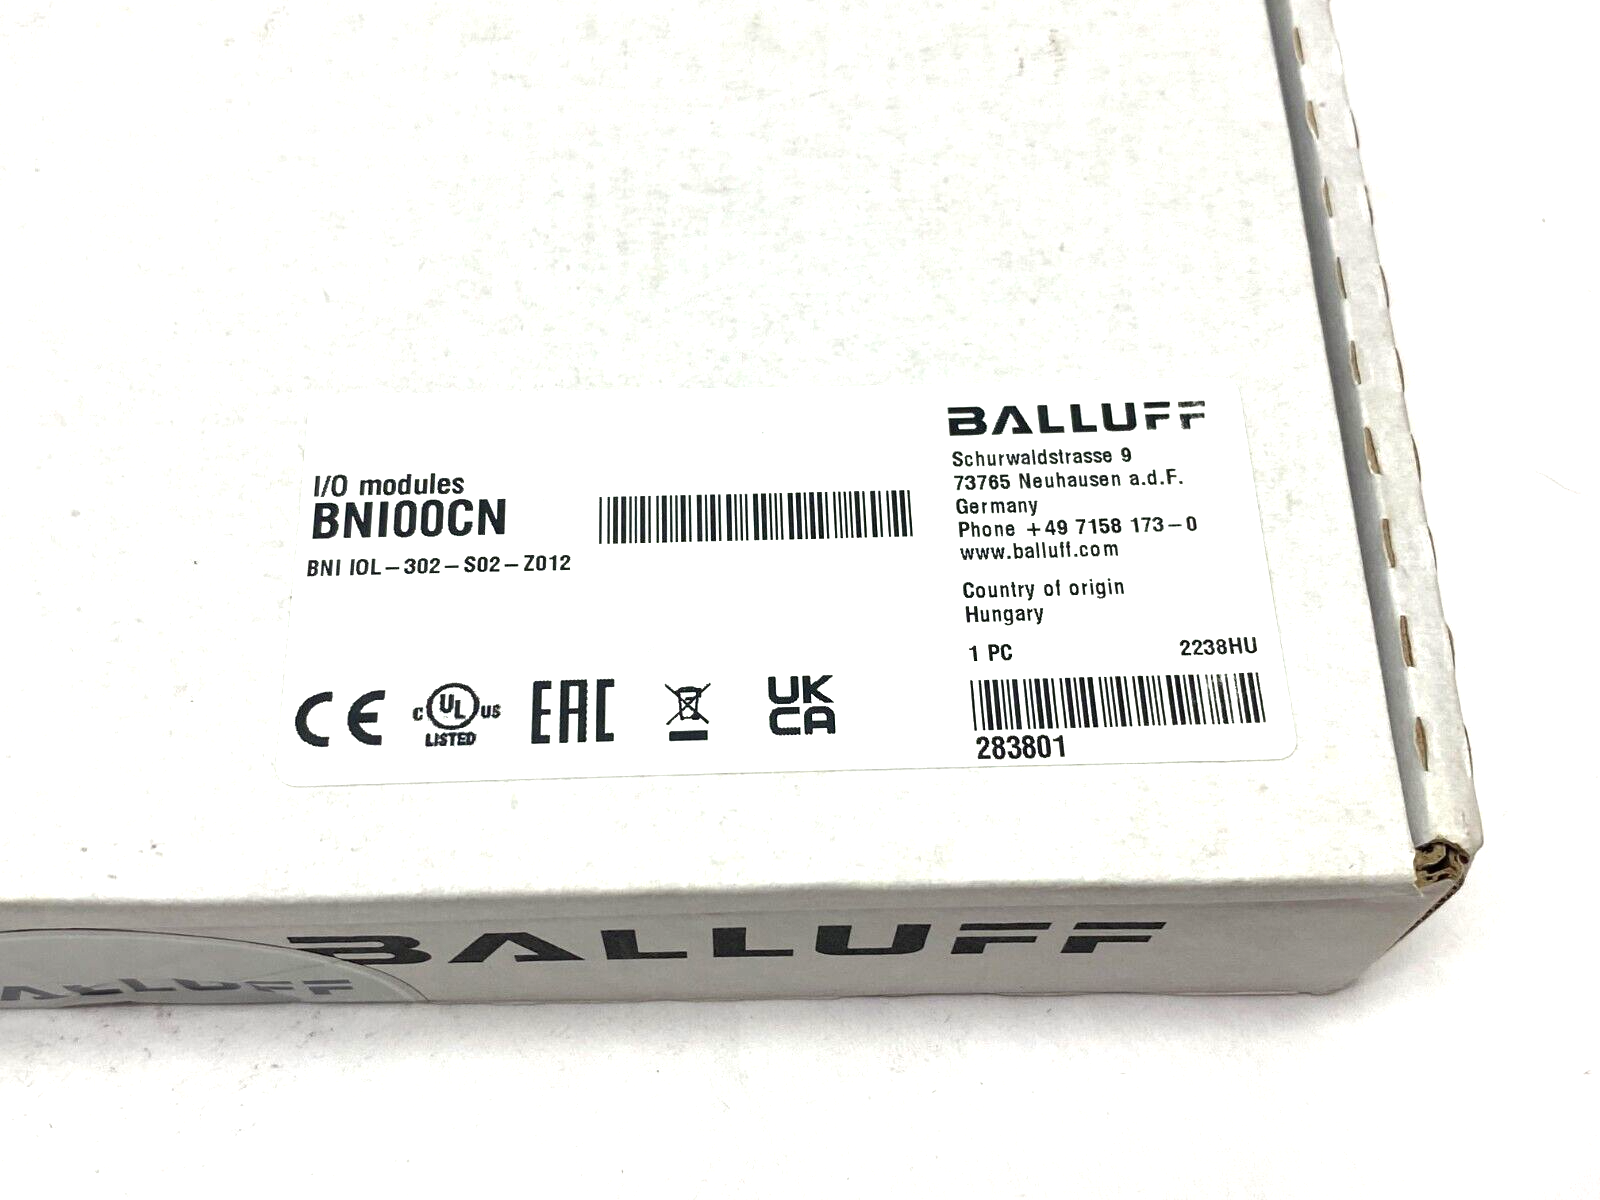 I/O modules
BNI00CN
BNI IOL-302-S02-Z012
BALLUFF
Schurwaldstrasse 9
73765 Neuhausen a.d.F.
Germany
Phone +49 7158 173-0
www.balluff.com
Country of origin
Hungary
1 PC 2238HU
283801
CE
c UL us
LISTED
EAC
UK
CA
BALLUFF
BALLUFF